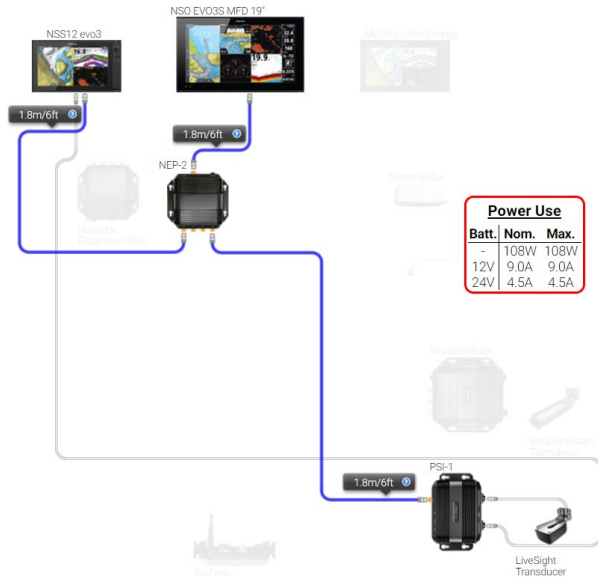 NSO EVO3S MFD 19"
NSS12 evo3
Multifunction Display
1.8m/6ft
1.8m/6ft
NEP-2
Dome Radar
Network
Expansion Port
Power Use
Batt. Nom. Max.
- 108W 108W
12V 9.0A 9.0A
24V 4.5A 4.5A
StructureScan
StructureScan
Transducer
PSI-1
1.8m/6ft
LiveSight
Transducer
Go-Free